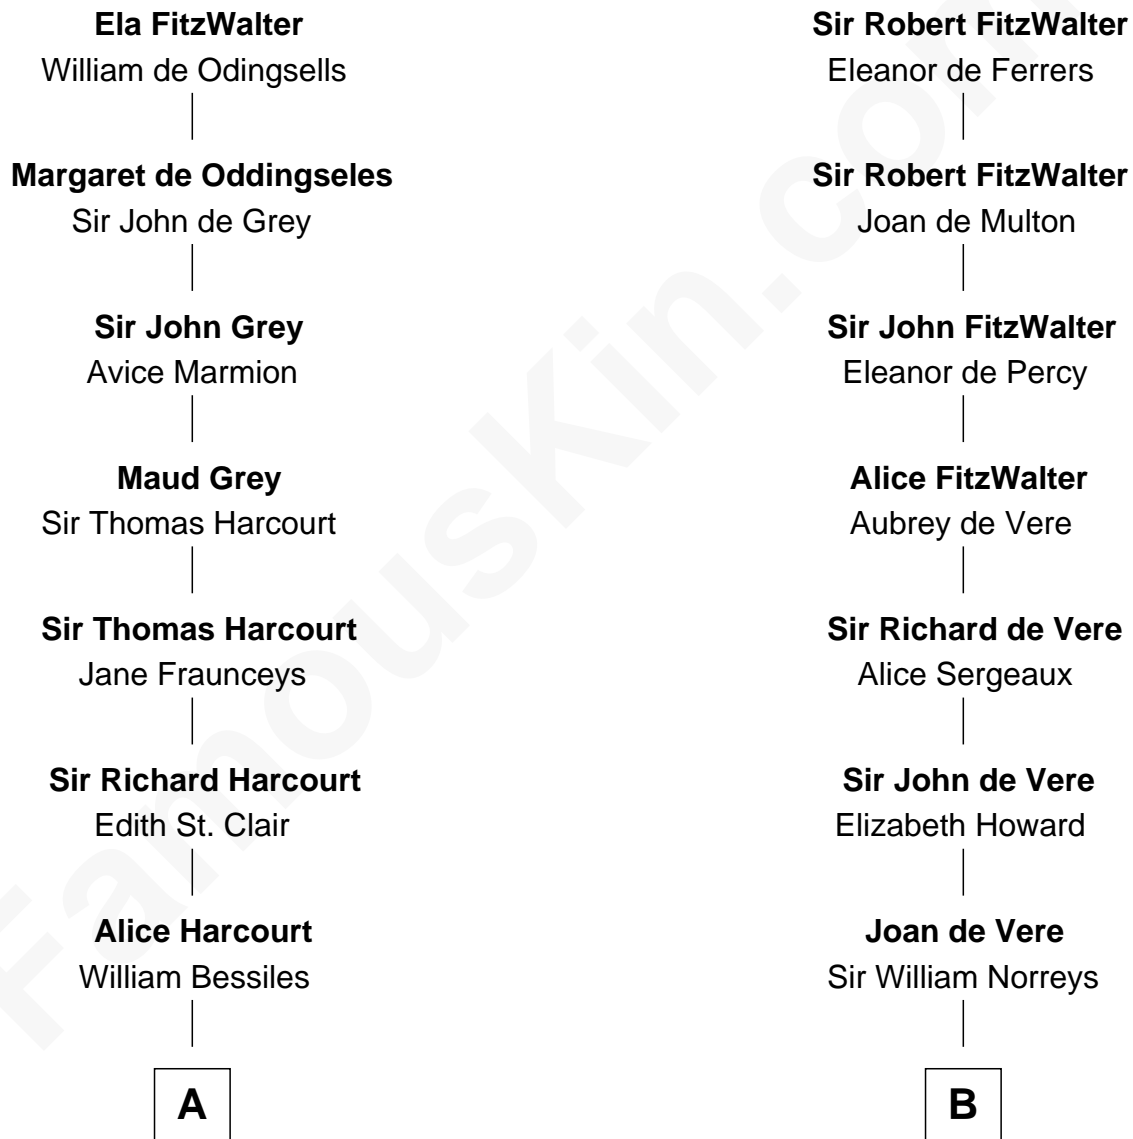 Ela FitzWalter
William de Odingsells
Margaret de Oddingseles
Sir John de Grey
Sir John Grey
Avice Marmion
Maud Grey
Sir Thomas Harcourt
Sir Thomas Harcourt
Jane Fraunceys
Sir Richard Harcourt
Edith St. Clair
Alice Harcourt
William Bessiles
A
Sir Robert FitzWalter
Eleanor de Ferrers
Sir Robert FitzWalter
Joan de Multon
Sir John FitzWalter
Eleanor de Percy
Alice FitzWalter
Aubrey de Vere
Sir Richard de Vere
Alice Sergeaux
Sir John de Vere
Elizabeth Howard
Joan de Vere
Sir William Norreys
B
FamousKin.com